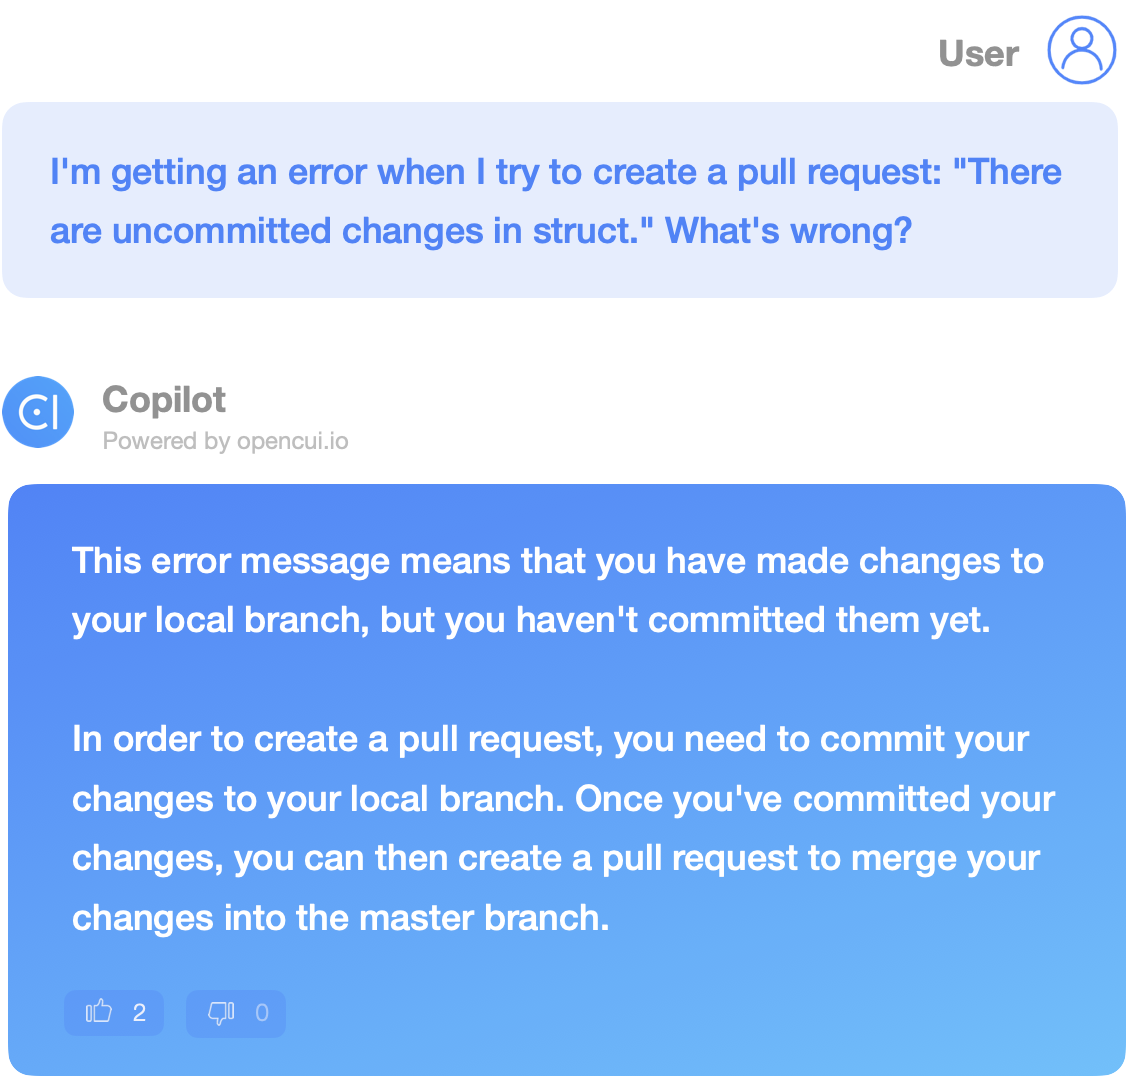 User
I'm getting an error when I try to create a pull request: "There
are uncommitted changes in struct." What's wrong?
Copilot
Powered by opencui.io
This error message means that you have made changes to
your local branch, but you haven't committed them yet.
In order to create a pull request, you need to commit your
changes to your local branch. Once you've committed your
changes, you can then create a pull request to merge your
changes into the master branch.
2 0